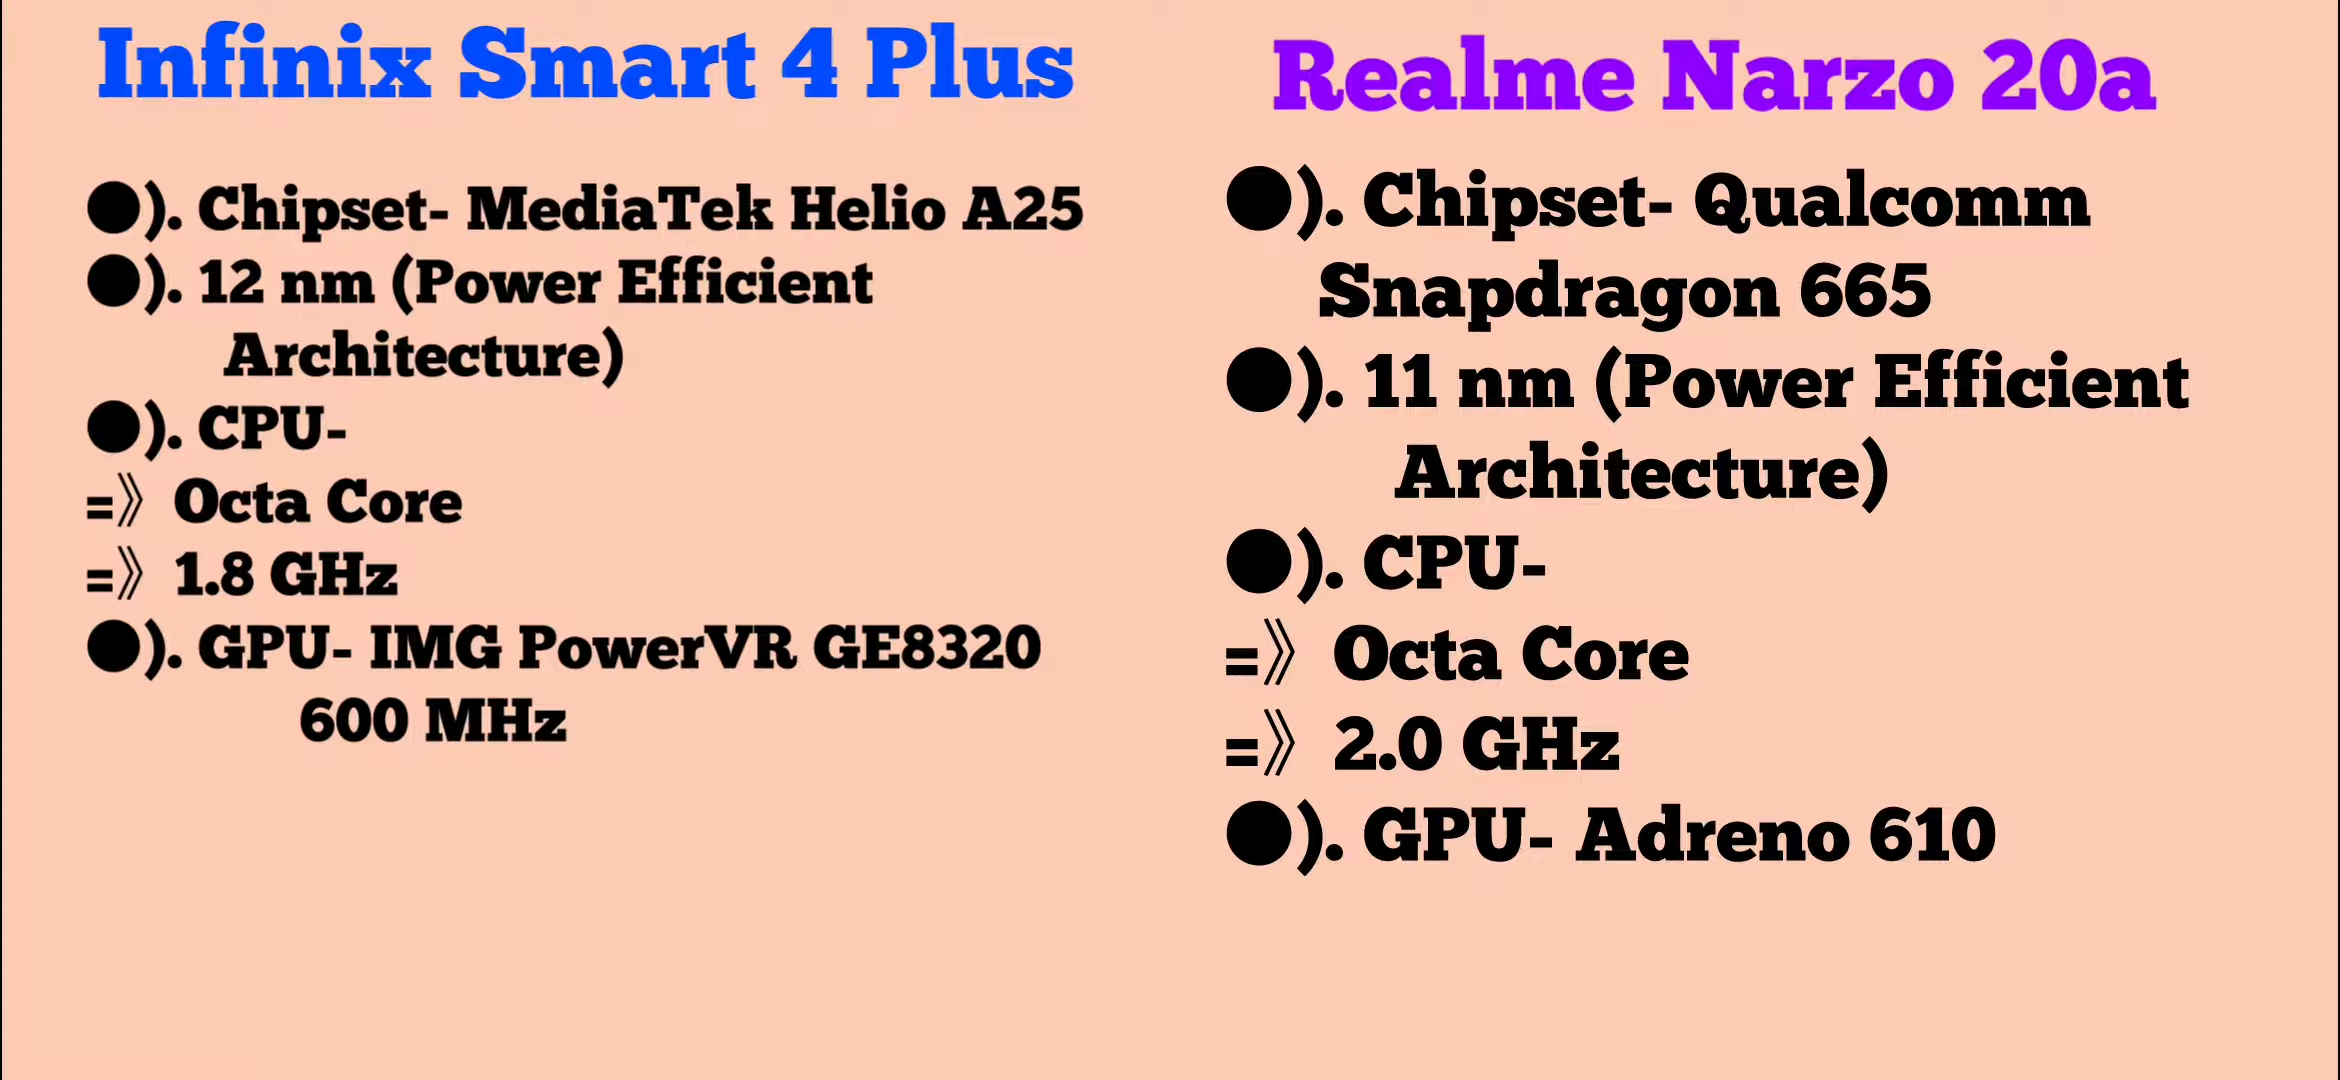 Infinix Smart 4 Plus
●). Chipset- MediaTek Helio A25
●). 12 nm (Power Efficient
Architecture)
●). CPU-
=》Octa Core
=》1.8 GHz
●). GPU- IMG PowerVR GE8320
600 MHz
Realme Narzo 20a
●). Chipset- Qualcomm
Snapdragon 665
●). 11 nm (Power Efficient
Architecture)
●). CPU-
=》Octa Core
=》2.0 GHz
●). GPU- Adreno 610